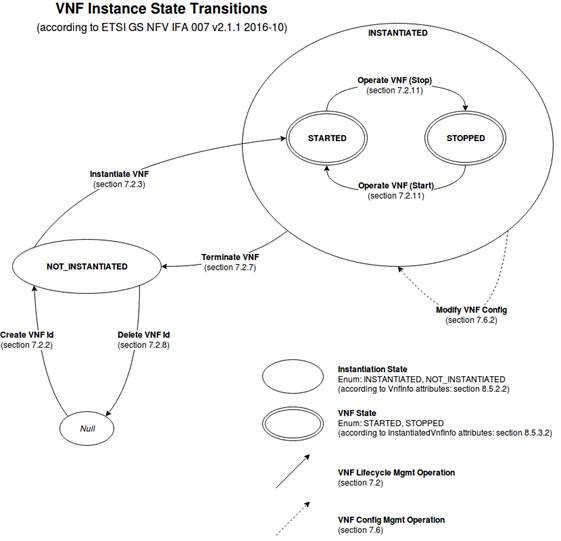 VNF Instance State Transitions
(according to ETSI GS NFV IFA 007 v2.1.1 2016-10)
INSTANTIATED
Operate VNF (Stop)
(section 7.2.11)
STARTED
STOPPED
Operate VNF (Start)
(section 7.2.11)
Instantiate VNF
(section 7.2.3)
Terminate VNF
(section 7.2.7)
NOT_INSTANTIATED
Modify VNF Config
(section 7.6.2)
Create VNF Id
(section 7.2.2)
Delete VNF Id
(section 7.2.8)
Null
Instantiation State
Enum: INSTANTIATED, NOT_INSTANTIATED
(according to VnfInfo attributes: section 8.5.2.2)
VNF State
Enum: STARTED, STOPPED
(according to InstantiatedVnfInfo attributes: section 8.5.3.2)
VNF Lifecycle Mgmt Operation
(section 7.2)
VNF Config Mgmt Operation
(section 7.6)